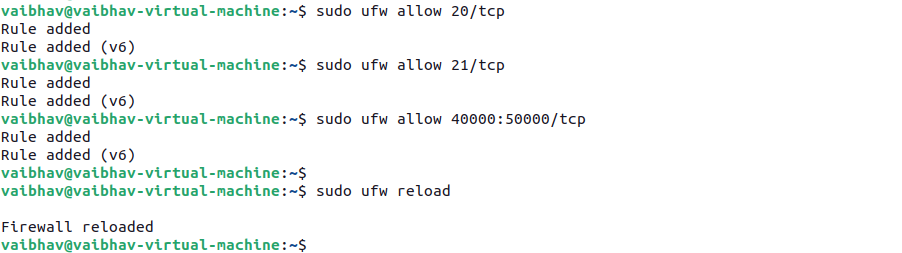 vaibhav@vaibhav-virtual-machine:~$ sudo ufw allow 20/tcp
Rule added
Rule added (v6)
vaibhav@vaibhav-virtual-machine:~$ sudo ufw allow 21/tcp
Rule added
Rule added (v6)
vaibhav@vaibhav-virtual-machine:~$ sudo ufw allow 40000:50000/tcp
Rule added
Rule added (v6)
vaibhav@vaibhav-virtual-machine:~$
vaibhav@vaibhav-virtual-machine:~$ sudo ufw reload
Firewall reloaded
vaibhav@vaibhav-virtual-machine:~$